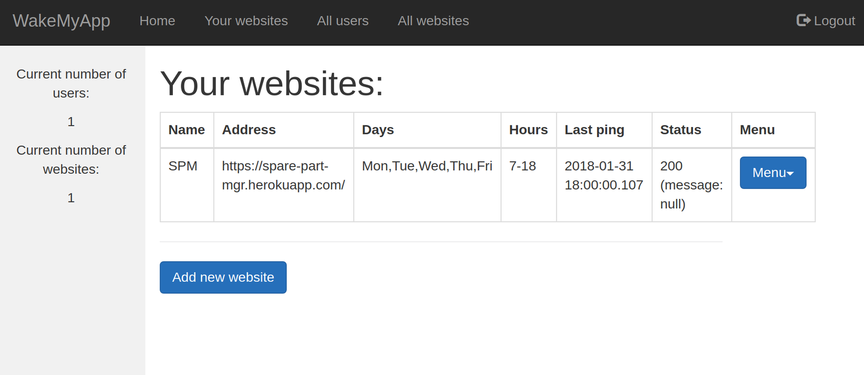 WakeMyApp Home Your websites All users All websites Logout
Current number of
users:
1
Current number of
websites:
1
Your websites:
Name Address Days Hours Last ping Status Menu
SPM https://spare-part- Mon,Tue,Wed,Thu,Fri 7-18 2018-01-31 200 Menu
mgr.herokuapp.com/ 18:00:00.107 (message:
null)
Add new website